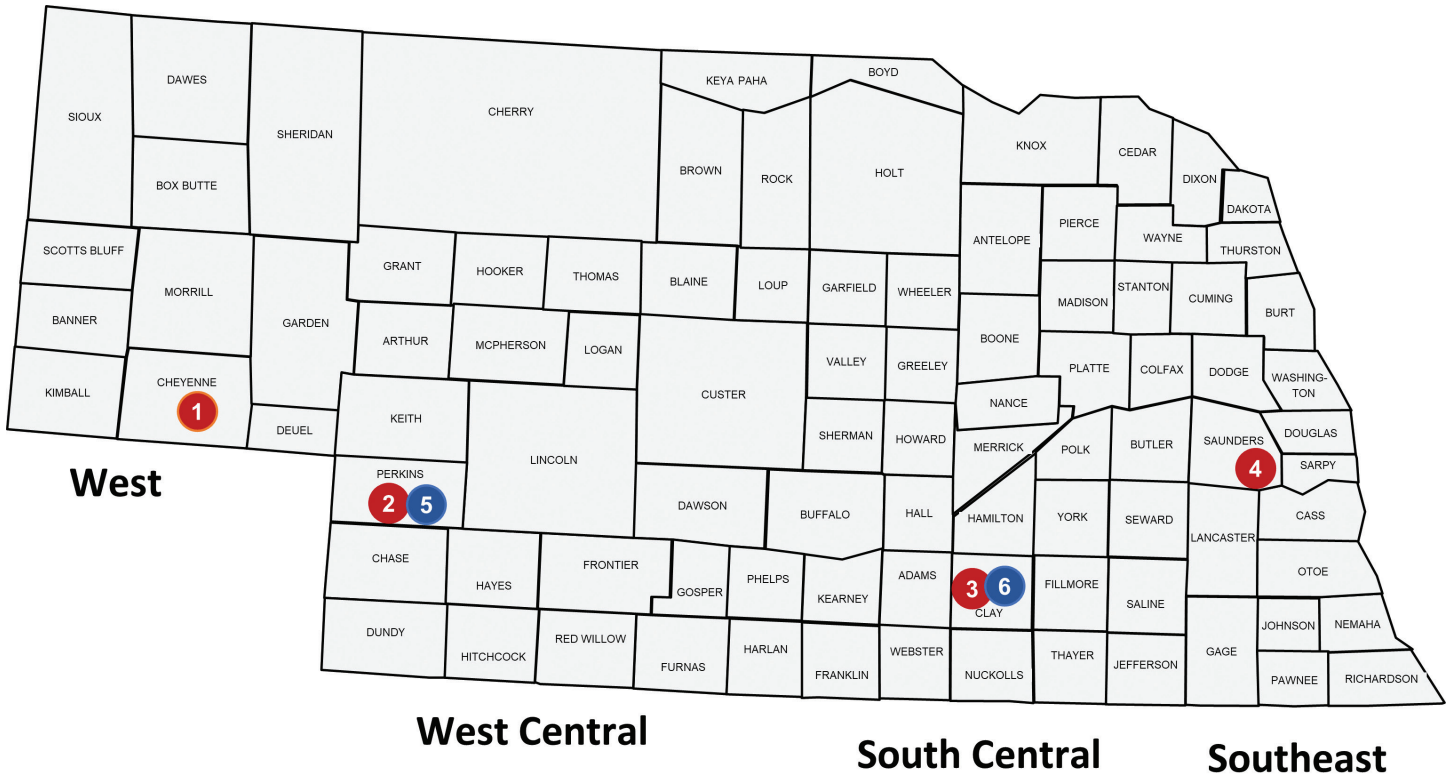 SIOUX
DAWES
SHERIDAN
CHERRY
KEYA PAHA
BOYD
BOX BUTTE
BROWN
ROCK
HOLT
KNOX
CEDAR
DIXON
DAKOTA
SCOTTS BLUFF
MORRILL
GARDEN
GRANT
HOOKER
THOMAS
BLAINE
LOUP
GARFIELD
WHEELER
ANTELOPE
PIERCE
WAYNE
THURSTON
BANNER
ARTHUR
MCPHERSON
LOGAN
MADISON
STANTON
CUMING
BURT
KIMBALL
CHEYENNE
1
DEUEL
KEITH
LINCOLN
CUSTER
VALLEY
GREELEY
BOONE
PLATTE
COLFAX
DODGE
WASHING-
TON
NANCE
SHERMAN
HOWARD
MERRICK
POLK
BUTLER
SAUNDERS
4
DOUGLAS
SARPY
West
PERKINS
2
5
DAWSON
BUFFALO
HALL
HAMILTON
YORK
SEWARD
LANCASTER
CASS
CHASE
HAYES
FRONTIER
GOSPER
PHELPS
KEARNEY
ADAMS
3
6
CLAY
FILLMORE
SALINE
OTOE
DUNDY
HITCHCOCK
RED WILLOW
FURNAS
HARLAN
FRANKLIN
WEBSTER
NUCKOLLS
THAYER
JEFFERSON
GAGE
JOHNSON
NEMAHA
PAWNEE
RICHARDSON
West Central
South Central
Southeast